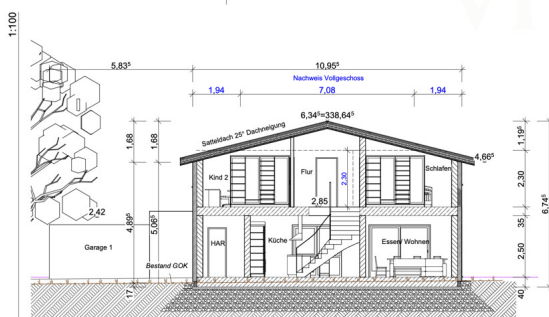 1:100
5,83⁵
10,95⁵
Nachweis Vollgeschoss
1,94
7,08
1,94
6,34⁵=338,64⁵
Satteldach 25° Dachneigung
1,68
1,68
1,19⁵
4,66⁵
Kind 2
Flur
Schlafen
2,30
2,30
6,74⁵
2,42
2,85
4,89⁵
5,06⁵
35
HAR
Küche
Essen/ Wohnen
2,50
Garage 1
Bestand GOK
17
40